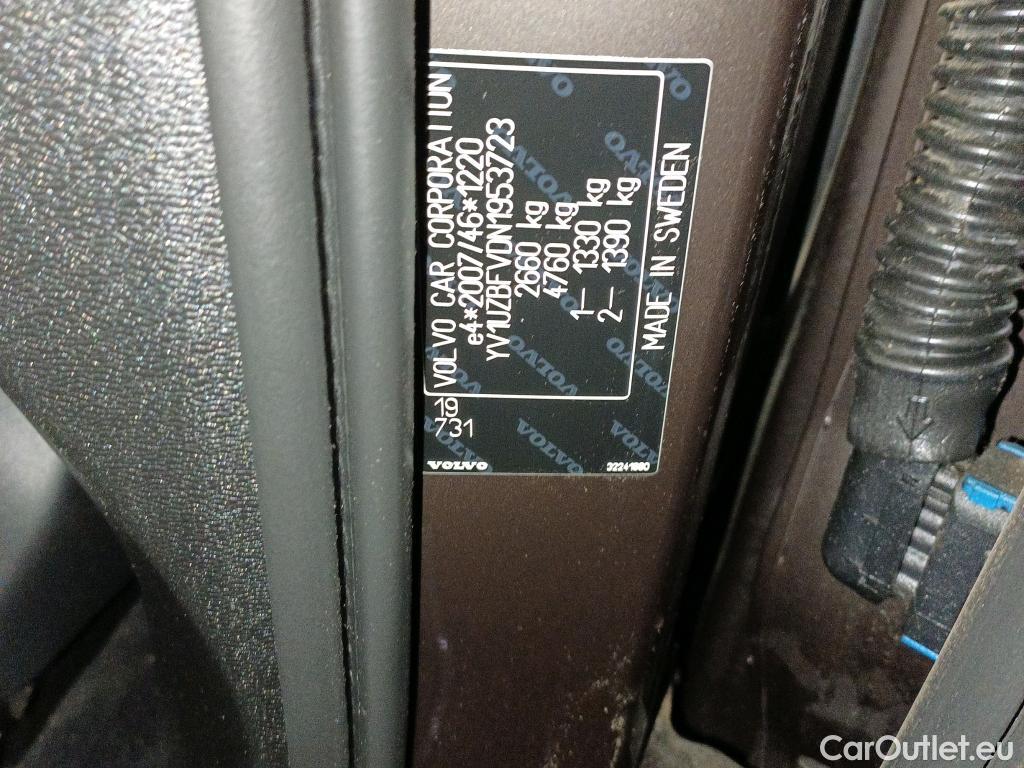 VOLVO CAR CORPORATION
e4*2007/46*1220
YV1UZBFVDN1953723
2660 kg
4760 kg
1– 1330 kg
2– 1390 kg
MADE IN SWEDEN
19
731
VOLVO
CarOutlet.eu